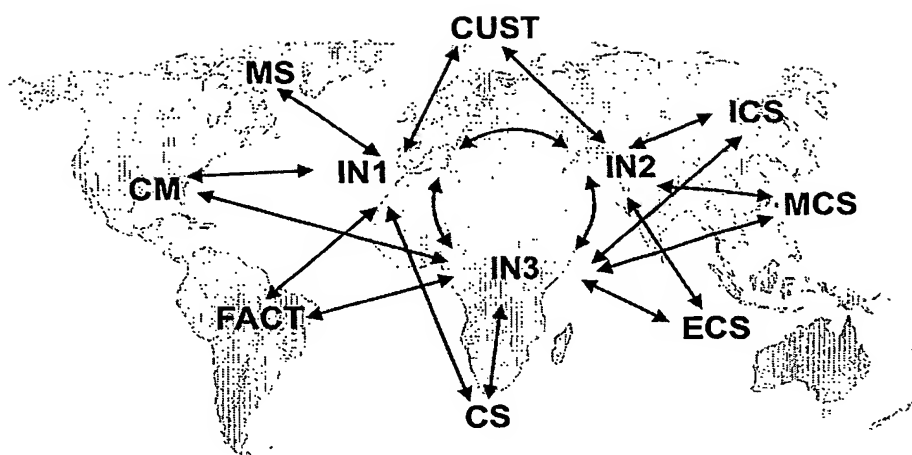 CUST
MS
ICS
IN1
IN2
CM
MCS
IN3
FACT
ECS
CS